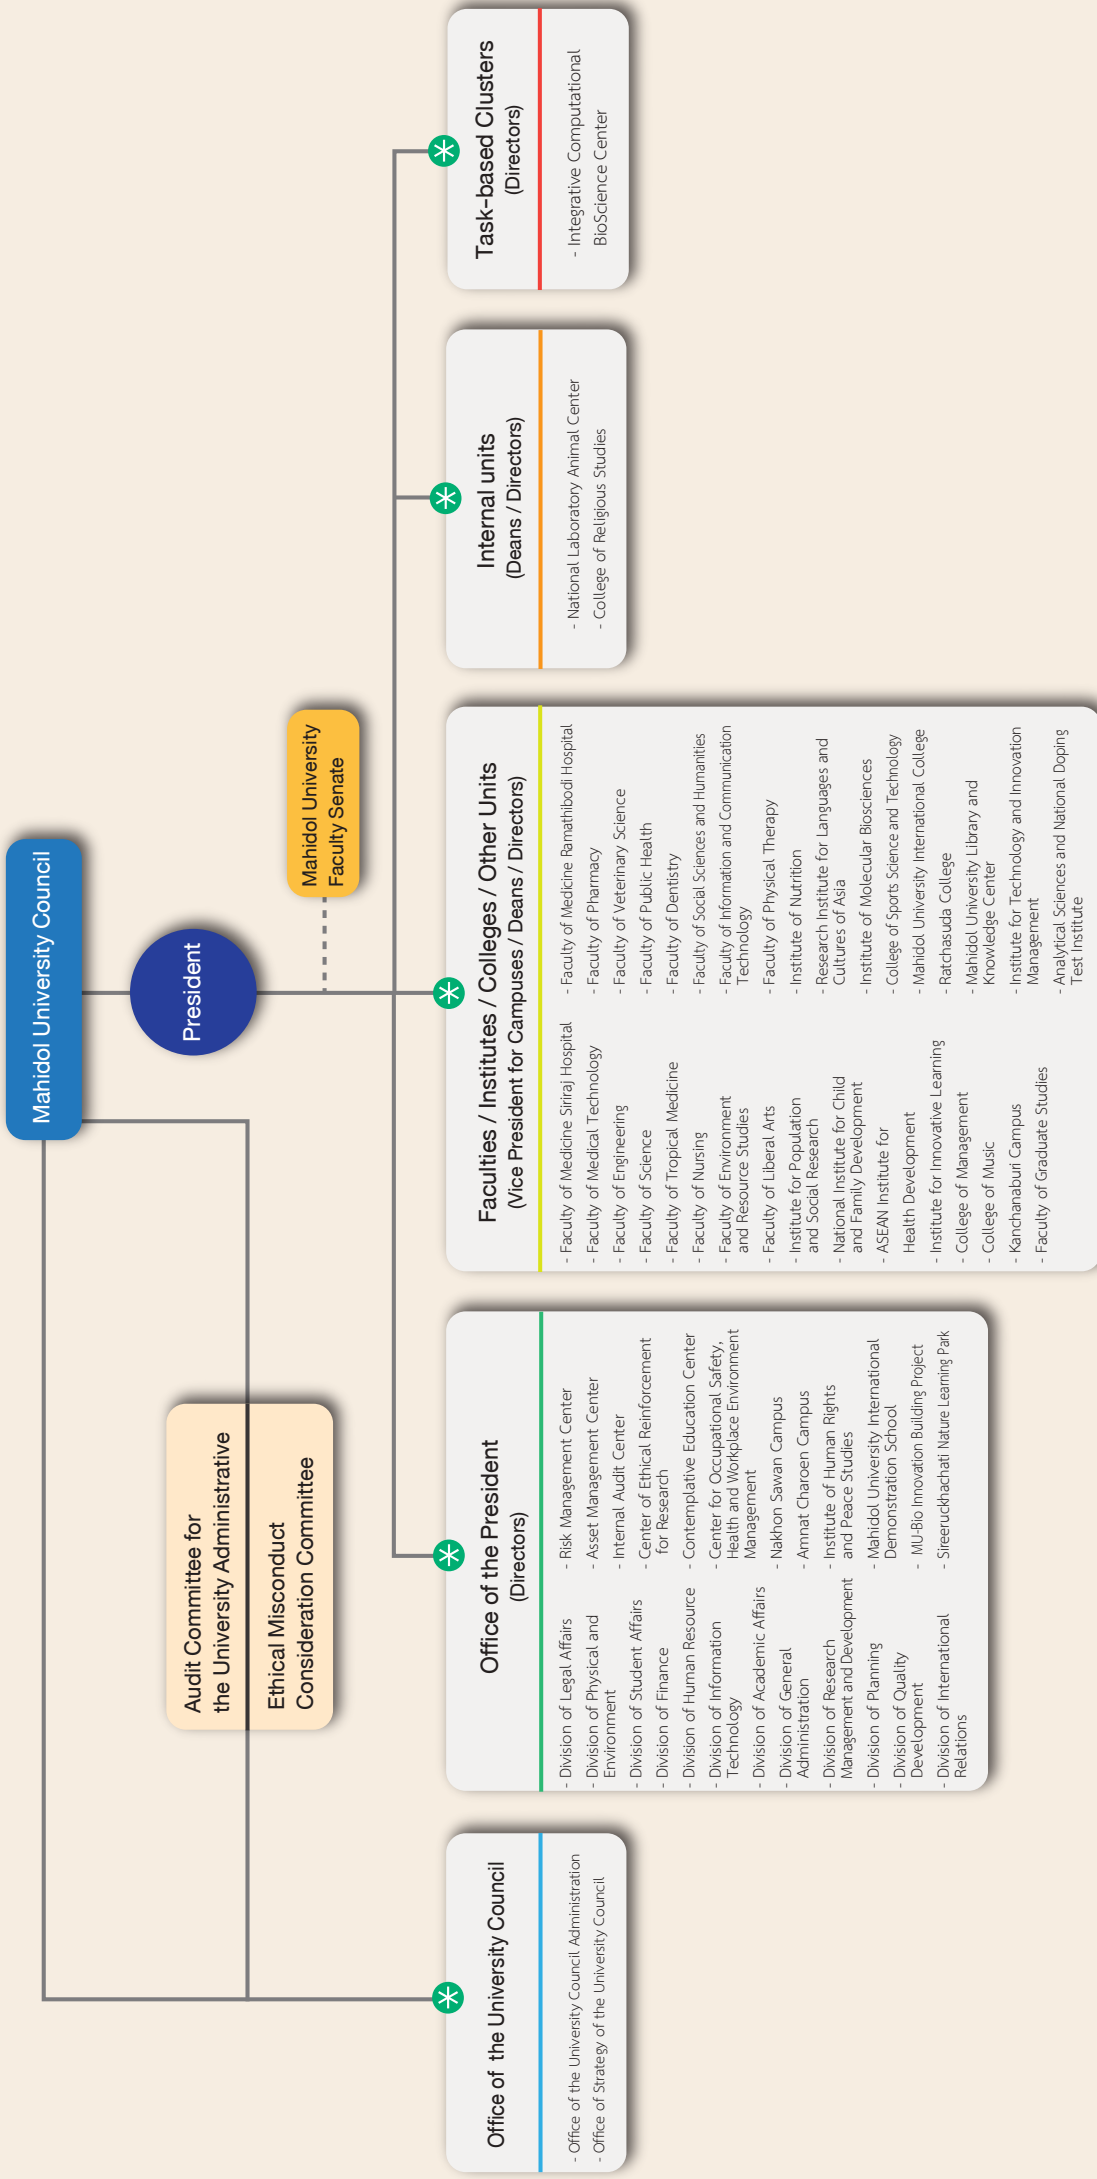 Mahidol University Council
President
Mahidol University
Faculty Senate
Audit Committee for
the University Administrative
Ethical Misconduct
Consideration Committee
Office of the University Council
- Office of the University Council Administration
- Office of Strategy of the University Council
Office of the President
(Directors)
- Division of Legal Affairs
- Division of Physical and
Environment
- Division of Student Affairs
- Division of Finance
- Division of Human Resource
- Division of Information
Technology
- Division of Academic Affairs
- Division of General
Administration
- Division of Research
Management and Development
- Division of Planning
- Division of Quality
Development
- Division of International
Relations
- Risk Management Center
- Asset Management Center
- Internal Audit Center
- Center of Ethical Reinforcement
for Research
- Contemplative Education Center
- Center for Occupational Safety,
Health and Workplace Environment
Management
- Nakhon Sawan Campus
- Amnat Charoen Campus
- Institute of Human Rights
and Peace Studies
- Mahidol University International
Demonstration School
- MU-Bio Innovation Building Project
- Sireeruckhachati Nature Learning Park
Faculties / Institutes / Colleges / Other Units
(Vice President for Campuses / Deans / Directors)
- Faculty of Medicine Siriraj Hospital
- Faculty of Medical Technology
- Faculty of Engineering
- Faculty of Science
- Faculty of Tropical Medicine
- Faculty of Nursing
- Faculty of Environment
and Resource Studies
- Faculty of Liberal Arts
- Institute for Population
and Social Research
- National Institute for Child
and Family Development
- ASEAN Institute for
Health Development
- Institute for Innovative Learning
- College of Management
- College of Music
- Kanchanaburi Campus
- Faculty of Graduate Studies
- Faculty of Medicine Ramathibodi Hospital
- Faculty of Pharmacy
- Faculty of Veterinary Science
- Faculty of Public Health
- Faculty of Dentistry
- Faculty of Social Sciences and Humanities
- Faculty of Information and Communication
Technology
- Faculty of Physical Therapy
- Institute of Nutrition
- Research Institute for Languages and
Cultures of Asia
- Institute of Molecular Biosciences
- College of Sports Science and Technology
- Mahidol University International College
- Ratchasuda College
- Mahidol University Library and
Knowledge Center
- Institute for Technology and Innovation
Management
- Analytical Sciences and National Doping
Test Institute
Internal units
(Deans / Directors)
- National Laboratory Animal Center
- College of Religious Studies
Task-based Clusters
(Directors)
- Integrative Computational
BioScience Center